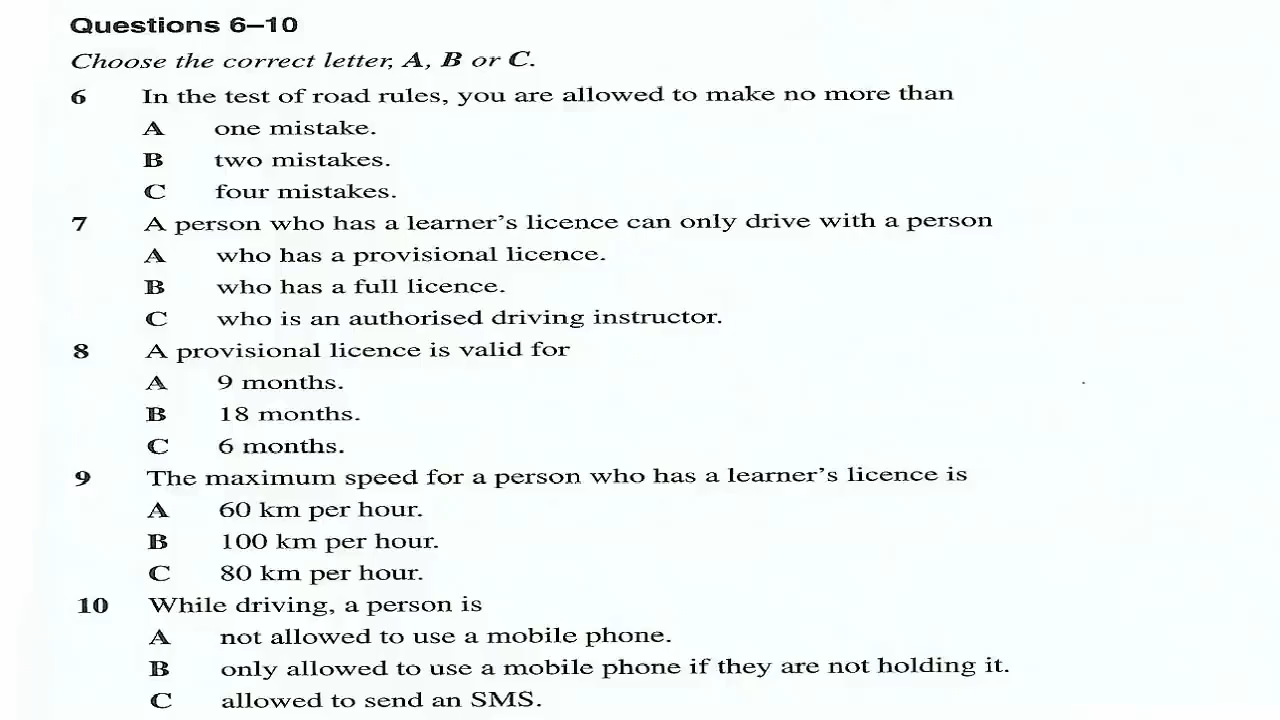 Questions 6–10
Choose the correct letter, A, B or C.
6 In the test of road rules, you are allowed to make no more than
A one mistake.
B two mistakes.
C four mistakes.
7 A person who has a learner's licence can only drive with a person
A who has a provisional licence.
B who has a full licence.
C who is an authorised driving instructor.
8 A provisional licence is valid for
A 9 months.
B 18 months.
C 6 months.
9 The maximum speed for a person who has a learner's licence is
A 60 km per hour.
B 100 km per hour.
C 80 km per hour.
10 While driving, a person is
A not allowed to use a mobile phone.
B only allowed to use a mobile phone if they are not holding it.
C allowed to send an SMS.